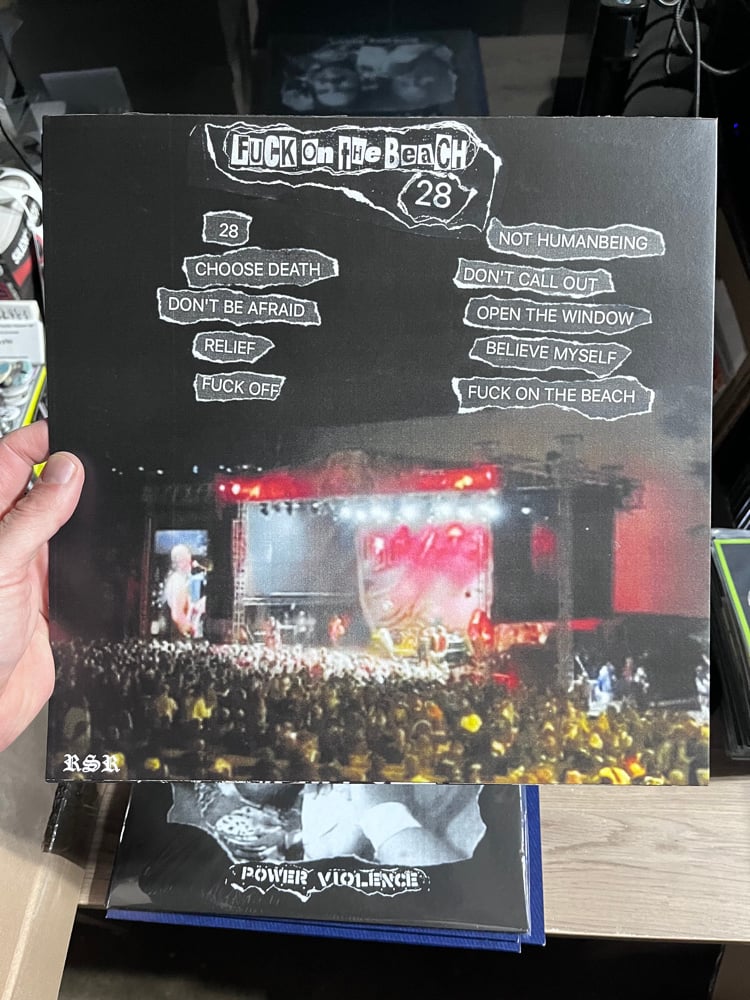 FUCK on the BeaCH
28
28
CHOOSE DEATH
DON'T BE AFRAID
RELIEF
FUCK OFF
NOT HUMANBEING
DON'T CALL OUT
OPEN THE WINDOW
BELIEVE MYSELF
FUCK ON THE BEACH
RSR
POWER VIOLENCE